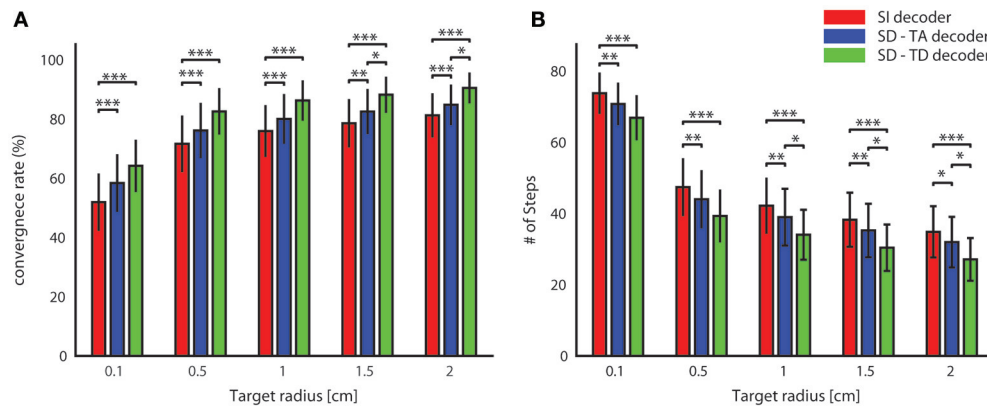 A
B
SI decoder
SD - TA decoder
SD - TD decoder
convergnece rate (%)
100
80
60
40
20
0
*** ***
*** ***
*** ***
*** ** *
*** *** *
0.1 0.5 1 1.5 2
Target radius [cm]
# of Steps
80
60
40
20
0
*** **
*** **
*** ** *
*** ** *
*** * *
0.1 0.5 1 1.5 2
Target radius [cm]